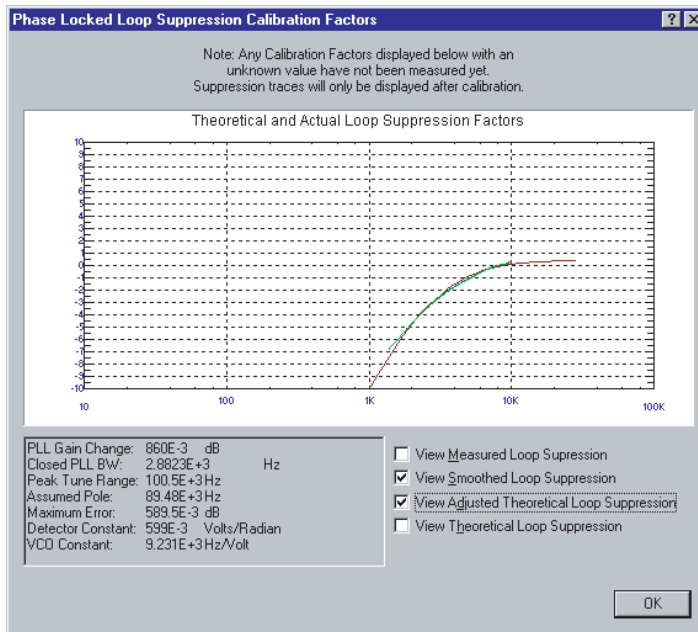 Phase Locked Loop Suppression Calibration Factors
Note: Any Calibration Factors displayed below with an
unknown value have not been measured yet.
Suppression traces will only be displayed after calibration.
Theoretical and Actual Loop Suppression Factors
10
9
8
7
6
5
4
3
2
1
0
-1
-2
-3
-4
-5
-6
-7
-8
-9
-10
10 100 1K 10K 100K
PLL Gain Change: 860E-3 dB
Closed PLL BW: 2.8823E+3 Hz
Peak Tune Range: 100.5E+3 Hz
Assumed Pole: 89.48E+3 Hz
Maximum Error: 589.5E-3 dB
Detector Constant: 599E-3 Volts/Radian
VCO Constant: 9.231E+3 Hz/Volt
View Measured Loop Supression
View Smoothed Loop Suppression
View Adjusted Theoretical Loop Suppression
View Theoretical Loop Suppression
OK